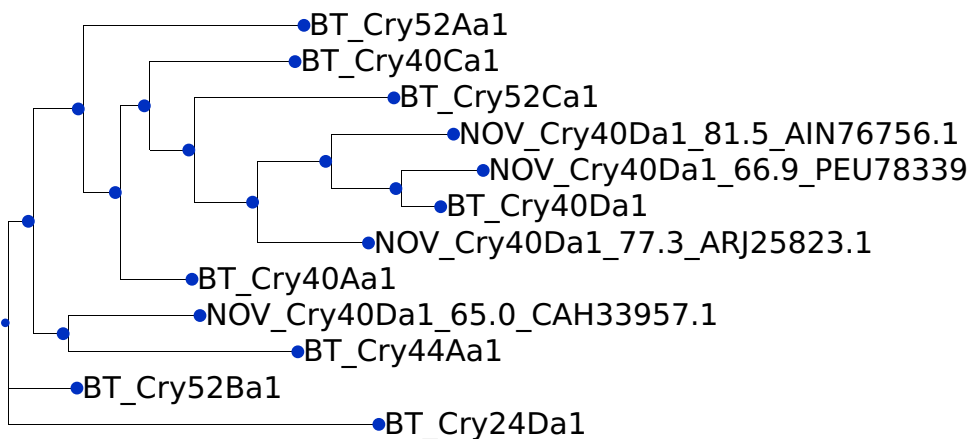 BT_Cry52Aa1
BT_Cry40Ca1
BT_Cry52Ca1
NOV_Cry40Da1_81.5_AIN76756.1
NOV_Cry40Da1_66.9_PEU78339
BT_Cry40Da1
NOV_Cry40Da1_77.3_ARJ25823.1
BT_Cry40Aa1
NOV_Cry40Da1_65.0_CAH33957.1
BT_Cry44Aa1
BT_Cry52Ba1
BT_Cry24Da1